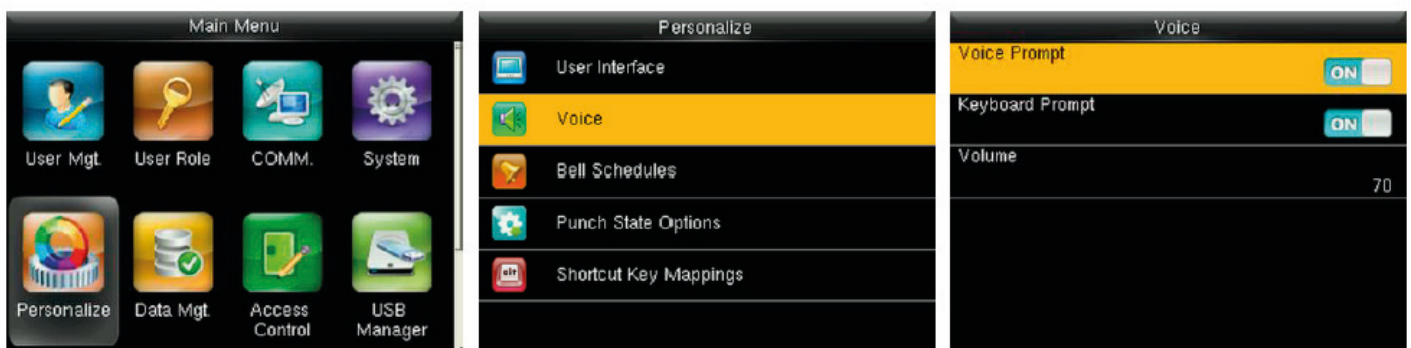 Main Menu
User Mgt.
User Role
COMM.
System
Personalize
Data Mgt.
Access
Control
USB
Manager
Personalize
User Interface
Voice
Bell Schedules
Punch State Options
Shortcut Key Mappings
Voice
Voice Prompt
ON
Keyboard Prompt
ON
Volume
70